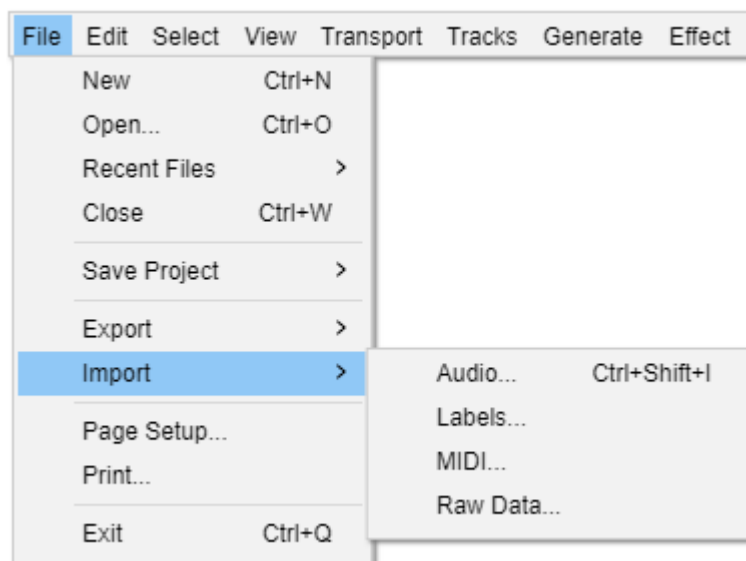 File Edit Select View Transport Tracks Generate Effect
New Ctrl+N
Open... Ctrl+O
Recent Files >
Close Ctrl+W
Save Project >
Export >
Import >
Audio... Ctrl+Shift+I
Labels...
MIDI...
Raw Data...
Page Setup...
Print...
Exit Ctrl+Q